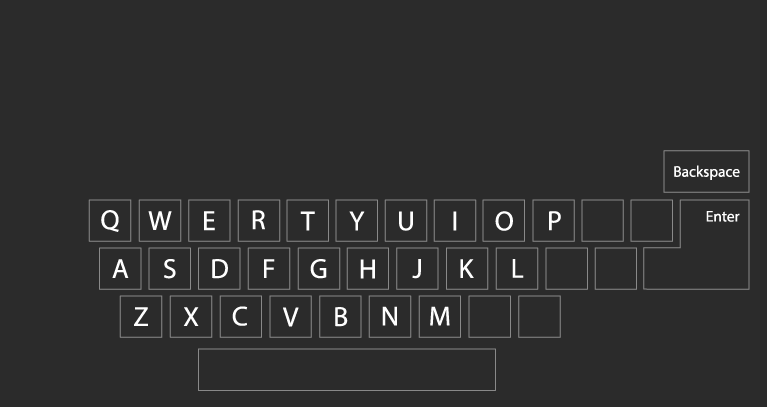 Backspace
Q W E R T Y U I O P Enter
A S D F G H J K L
Z X C V B N M